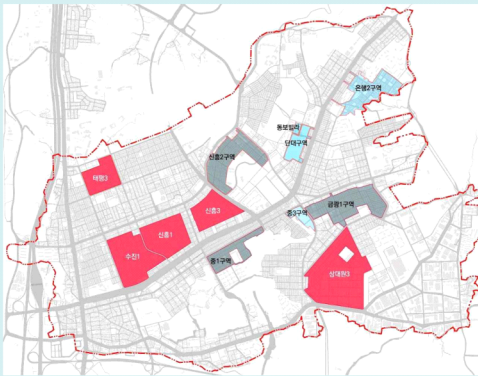 은행2구역
동보빌라
단대구역
신흥2구역
태평3
금광1구역
신흥3
중3구역
신흥1
수진1
중1구역
상대원3